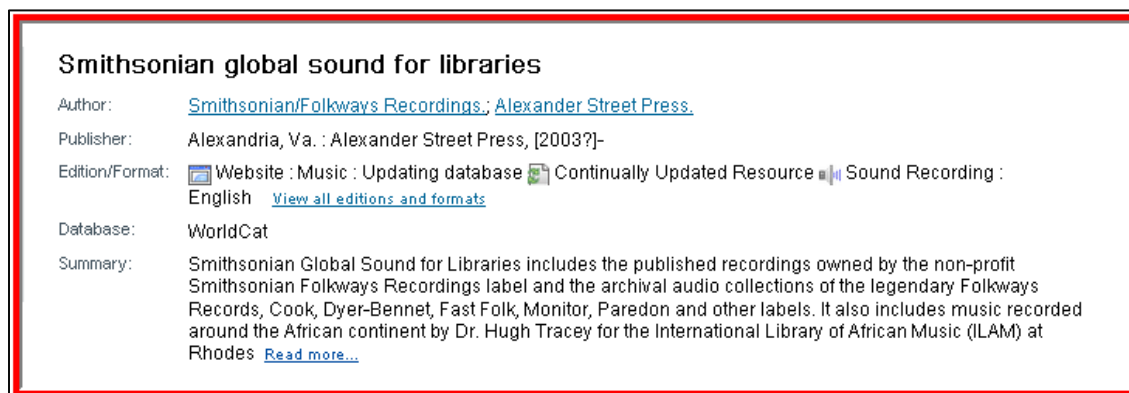 Smithsonian global sound for libraries
Author: Smithsonian/Folkways Recordings.; Alexander Street Press.
Publisher: Alexandria, Va. : Alexander Street Press, [2003?]-
Edition/Format: Website : Music : Updating database Continually Updated Resource Sound Recording :
English View all editions and formats
Database: WorldCat
Summary: Smithsonian Global Sound for Libraries includes the published recordings owned by the non-profit
Smithsonian Folkways Recordings label and the archival audio collections of the legendary Folkways
Records, Cook, Dyer-Bennet, Fast Folk, Monitor, Paredon and other labels. It also includes music recorded
around the African continent by Dr. Hugh Tracey for the International Library of African Music (ILAM) at
Rhodes Read more...